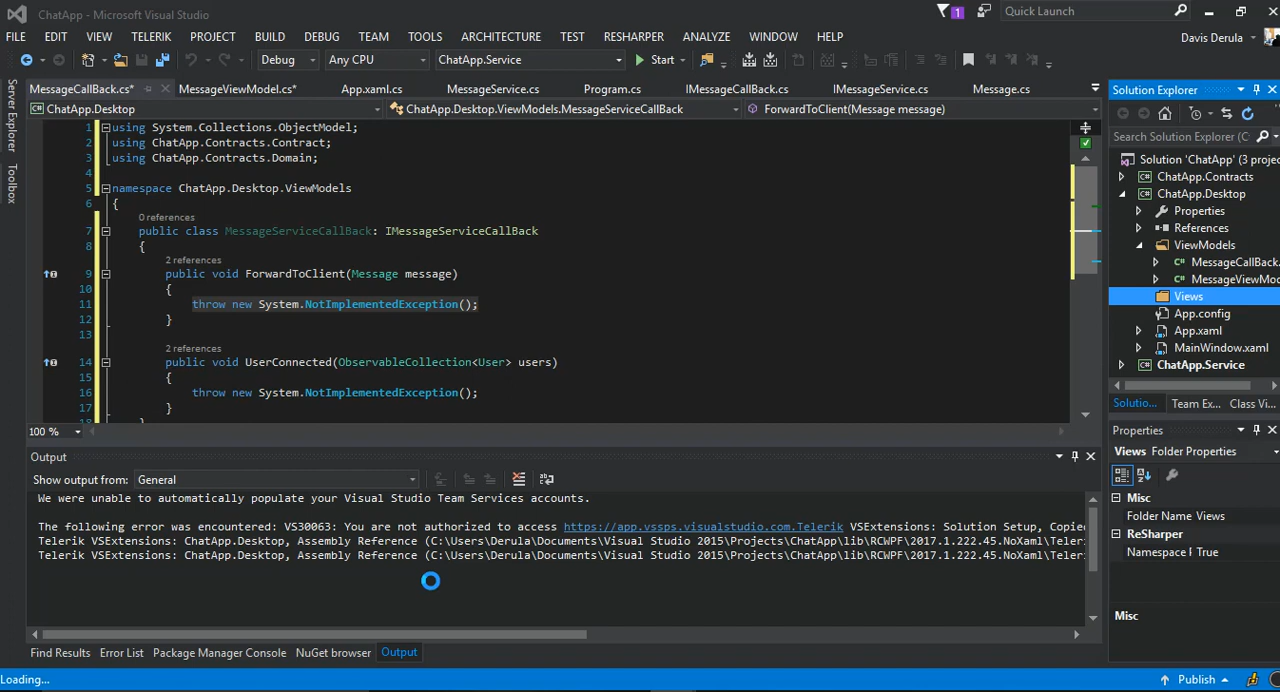 ChatApp - Microsoft Visual Studio
1
Quick Launch
FILE EDIT VIEW TELERIK PROJECT BUILD DEBUG TEAM TOOLS ARCHITECTURE TEST RESHARPER ANALYZE WINDOW HELP
Davis Derula
Debug Any CPU ChatApp.Service Start
Server Explorer
Toolbox
MessageCallBack.cs* MessageViewModel.cs* App.xaml.cs MessageService.cs Program.cs IMessageCallBack.cs IMessageService.cs Message.cs
ChatApp.Desktop ChatApp.Desktop.ViewModels.MessageServiceCallBack ForwardToClient(Message message)
1 using System.Collections.ObjectModel;
2 using ChatApp.Contracts.Contract;
3 using ChatApp.Contracts.Domain;
4
5 namespace ChatApp.Desktop.ViewModels
6 {
0 references
7 public class MessageServiceCallBack: IMessageServiceCallBack
8 {
2 references
9 public void ForwardToClient(Message message)
10 {
11 throw new System.NotImplementedException();
12 }
13
2 references
14 public void UserConnected(ObservableCollection<User> users)
15 {
16 throw new System.NotImplementedException();
17 }
18 }
100 %
Output
Show output from: General
We were unable to automatically populate your Visual Studio Team Services accounts.
The following error was encountered: VS30063: You are not authorized to access https://app.vssps.visualstudio.com.Telerik VSExtensions: Solution Setup, Copied
Telerik VSExtensions: ChatApp.Desktop, Assembly Reference (C:\Users\Derula\Documents\Visual Studio 2015\Projects\ChatApp\lib\RCWPF\2017.1.222.45.NoXaml\Teleri
Telerik VSExtensions: ChatApp.Desktop, Assembly Reference (C:\Users\Derula\Documents\Visual Studio 2015\Projects\ChatApp\lib\RCWPF\2017.1.222.45.NoXaml\Teleri
Find Results Error List Package Manager Console NuGet browser Output
Solution Explorer
Search Solution Explorer (C
Solution 'ChatApp' (3 projec
ChatApp.Contracts
ChatApp.Desktop
Properties
References
ViewModels
MessageCallBack.
MessageViewMod
Views
App.config
App.xaml
MainWindow.xaml
ChatApp.Service
Solutio... Team Ex... Class Vi...
Properties
Views Folder Properties
Misc
Folder Name Views
ReSharper
Namespace P True
Misc
Loading...
Publish